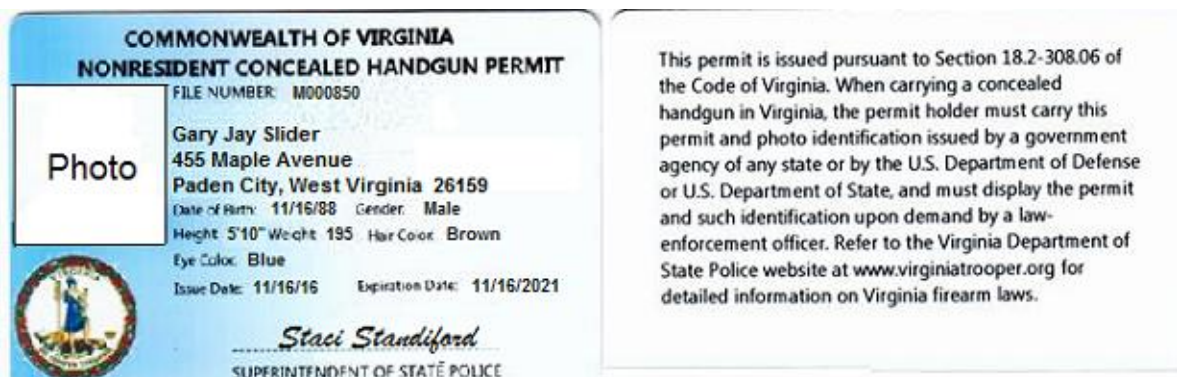 COMMONWEALTH OF VIRGINIA
NONRESIDENT CONCEALED HANDGUN PERMIT
FILE NUMBER M000850
Photo
Gary Jay Slider
455 Maple Avenue
Paden City, West Virginia 26159
Date of Birth: 11/16/88 Gender: Male
Height 5'10" Weight 195 Hair Color: Brown
Eye Color: Blue
Issue Date: 11/16/16 Expiration Date: 11/16/2021
VIRGINIA
Staci Standiford
SUPERINTENDENT OF STATE POLICE
This permit is issued pursuant to Section 18.2-308.06 of
the Code of Virginia. When carrying a concealed
handgun in Virginia, the permit holder must carry this
permit and photo identification issued by a government
agency of any state or by the U.S. Department of Defense
or U.S. Department of State, and must display the permit
and such identification upon demand by a law-
enforcement officer. Refer to the Virginia Department of
State Police website at www.virginiatrooper.org for
detailed information on Virginia firearm laws.